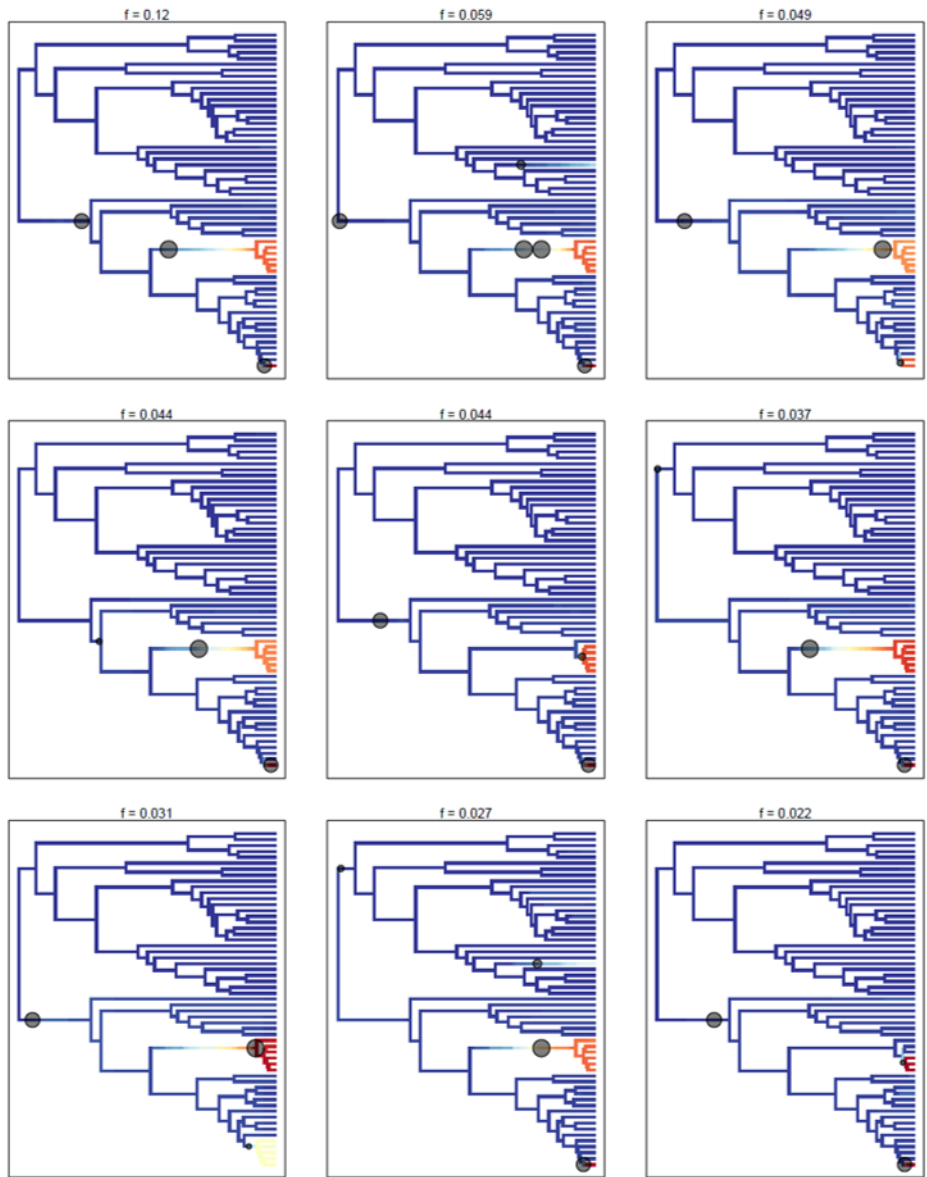 f = 0.12
f = 0.059
f = 0.049
f = 0.044
f = 0.044
f = 0.037
f = 0.031
f = 0.027
f = 0.022